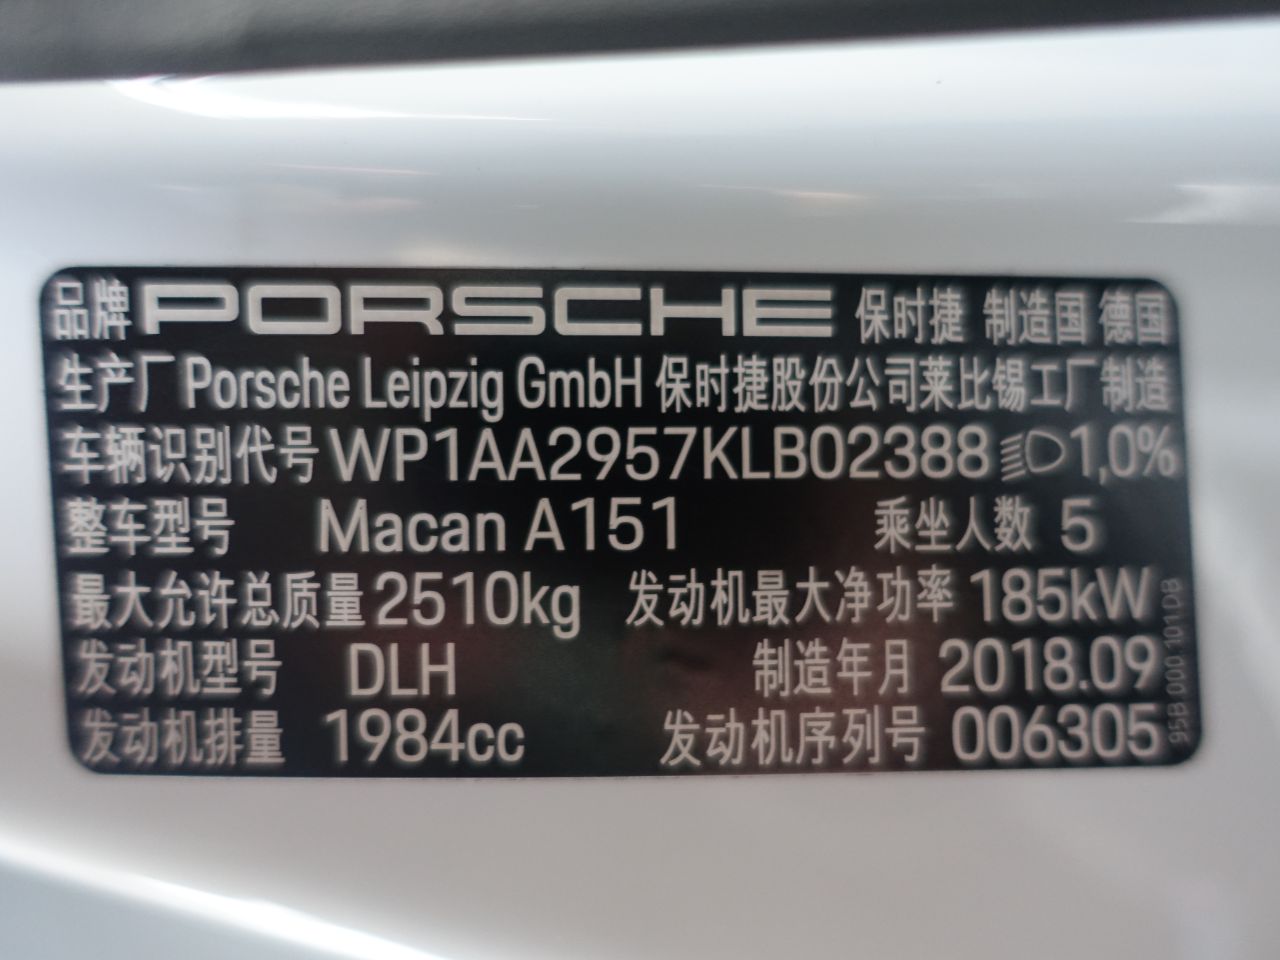 品牌 PORSCHE 保时捷 制造国 德国
生产厂 Porsche Leipzig GmbH 保时捷股份公司莱比锡工厂制造
车辆识别代号 WP1AA2957KLB02388 1,0%
整车型号 Macan A151 乘坐人数 5
最大允许总质量 2510kg 发动机最大净功率 185kW
发动机型号 DLH 制造年月 2018.09
发动机排量 1984cc 发动机序列号 006305
95B 000 101 DB